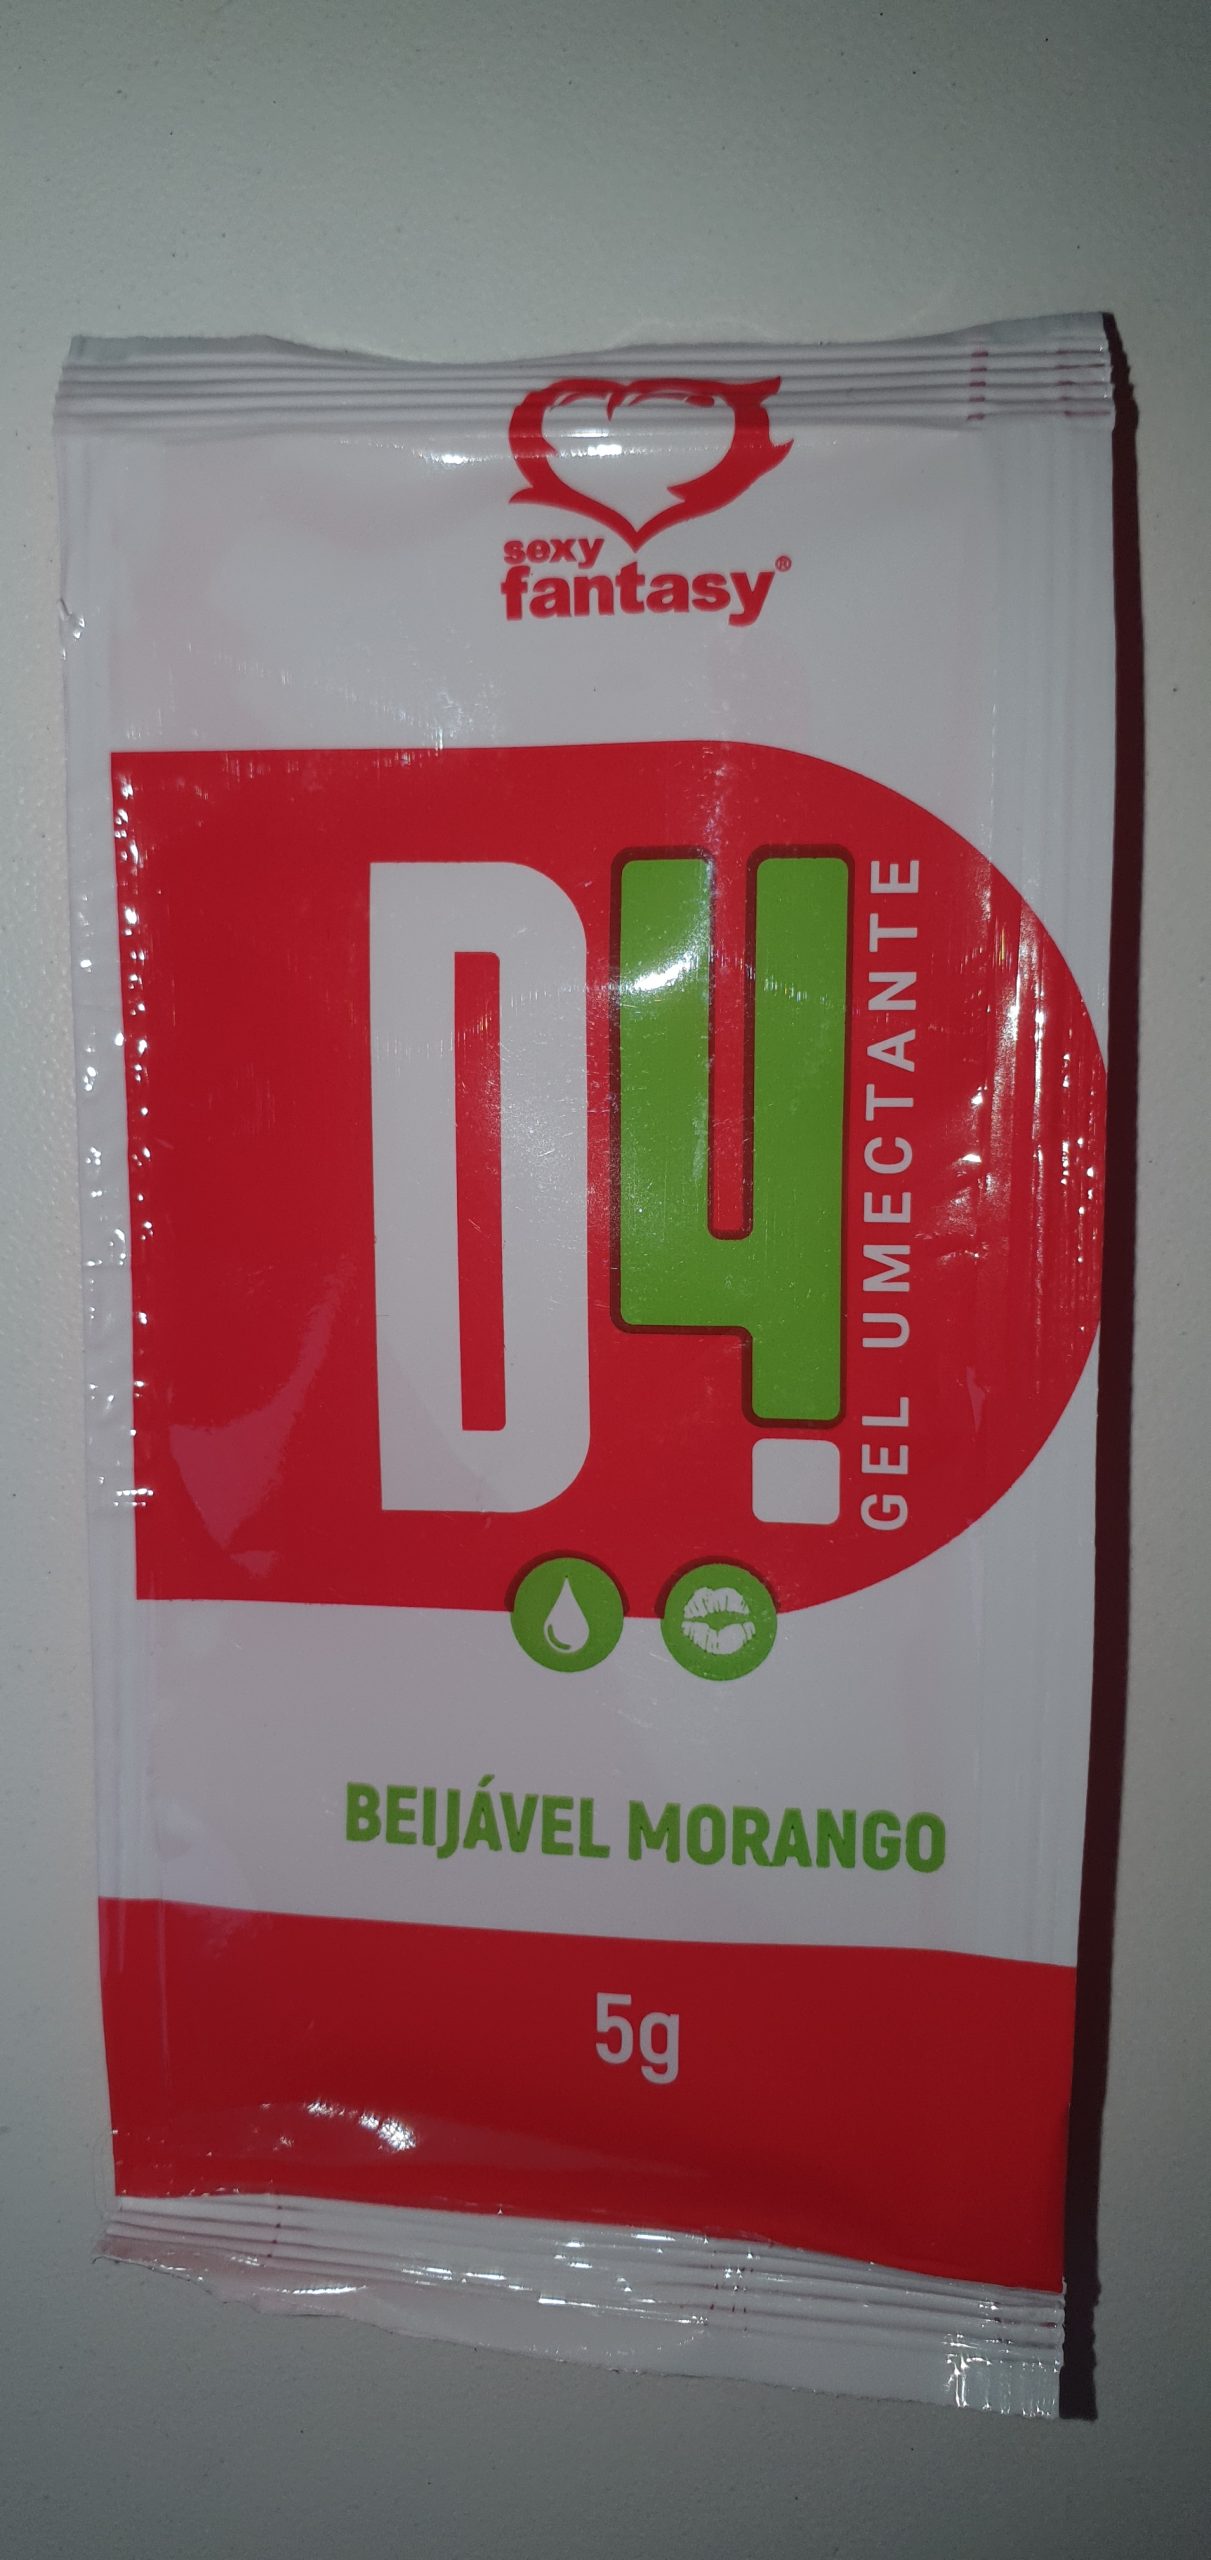 sexy
fantasy®
D4
GEL UMECTANTE
BEIJÁVEL MORANGO
5g